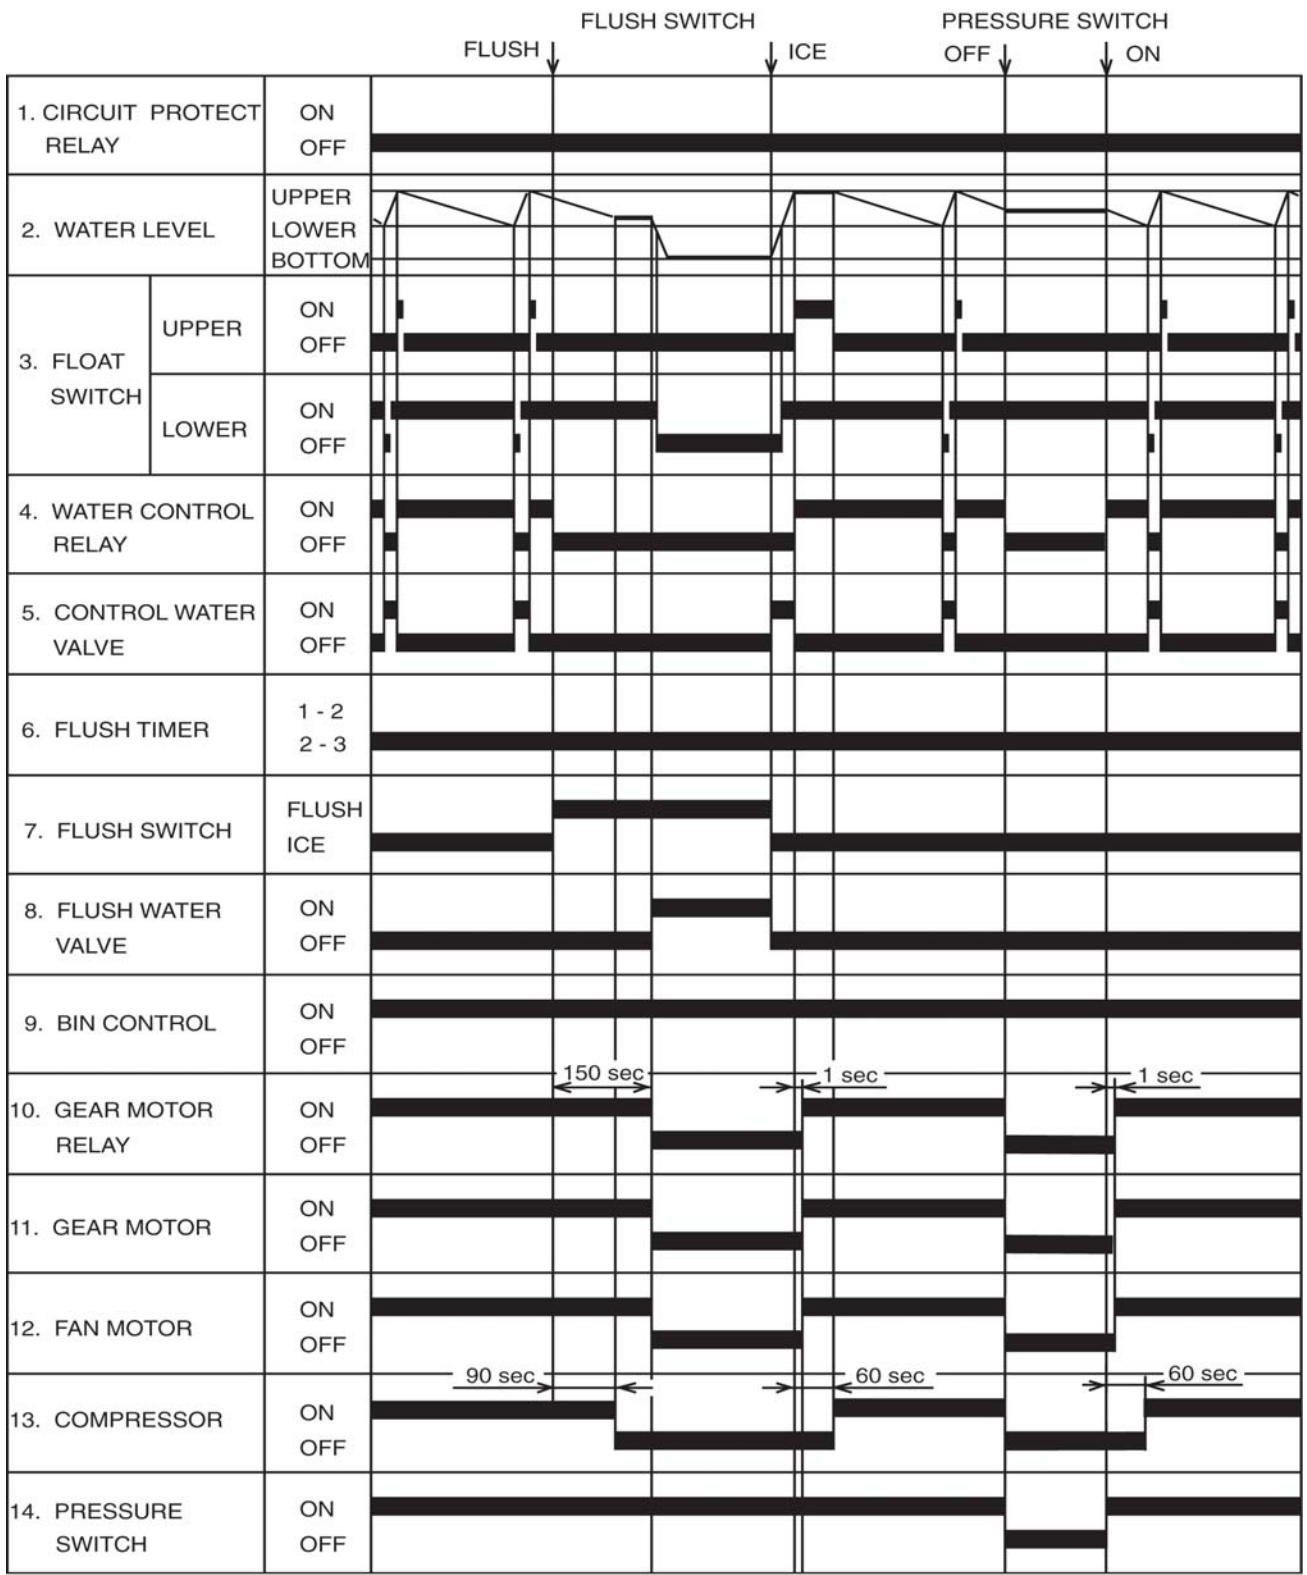 FLUSH SWITCH
PRESSURE SWITCH
FLUSH
ICE
OFF
ON
1. CIRCUIT PROTECT
RELAY
ON
OFF
2. WATER LEVEL
UPPER
LOWER
BOTTOM
3. FLOAT
SWITCH
UPPER
ON
OFF
LOWER
ON
OFF
4. WATER CONTROL
RELAY
ON
OFF
5. CONTROL WATER
VALVE
ON
OFF
6. FLUSH TIMER
1 - 2
2 - 3
7. FLUSH SWITCH
FLUSH
ICE
8. FLUSH WATER
VALVE
ON
OFF
9. BIN CONTROL
ON
OFF
150 sec
1 sec
1 sec
10. GEAR MOTOR
RELAY
ON
OFF
11. GEAR MOTOR
ON
OFF
12. FAN MOTOR
ON
OFF
90 sec
60 sec
60 sec
13. COMPRESSOR
ON
OFF
14. PRESSURE
SWITCH
ON
OFF